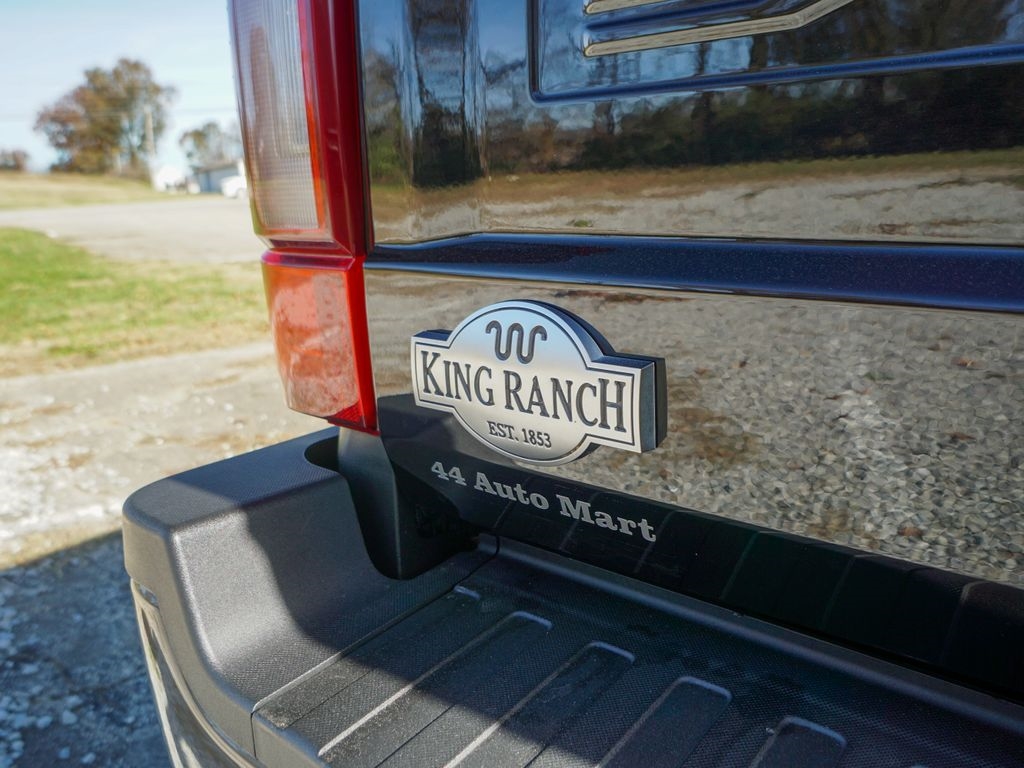 KING RANCH
EST. 1853
44 Auto Mart